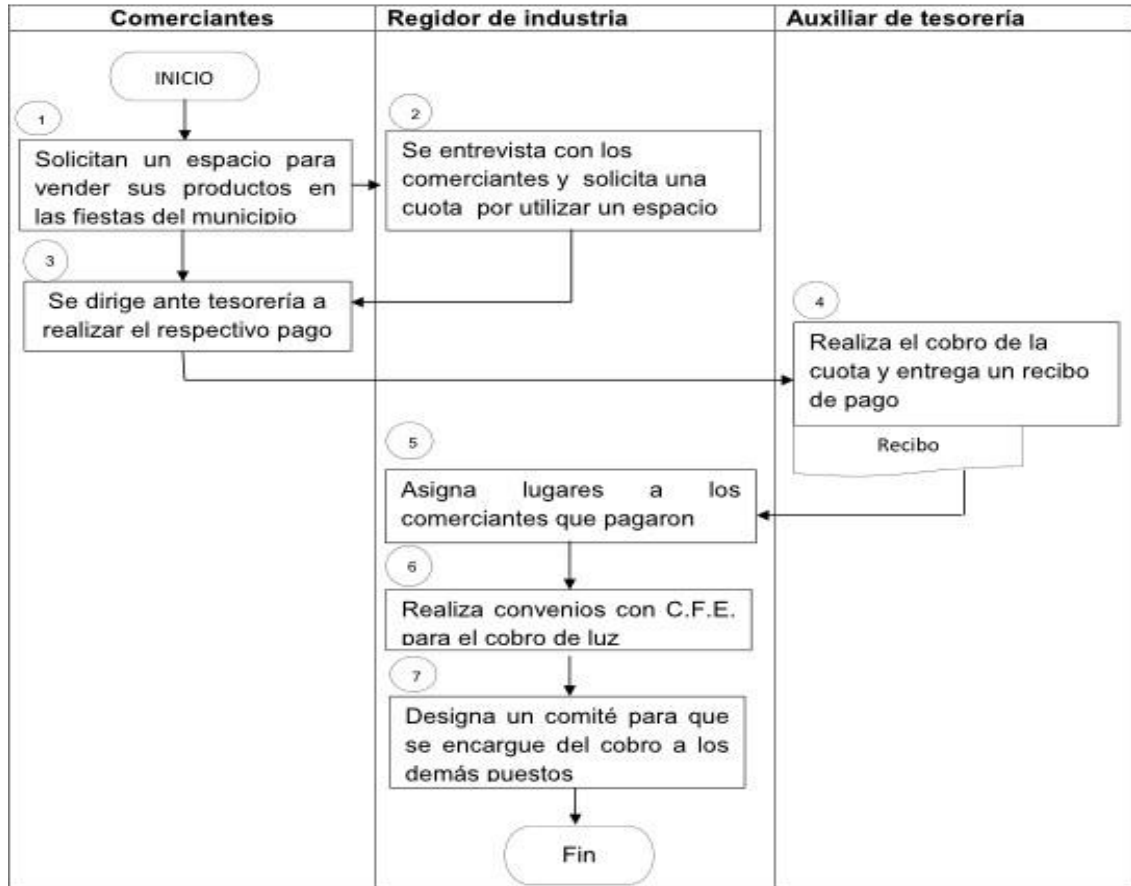 Comerciantes
Regidor de industria
Auxiliar de tesorería
INICIO
1
Solicitan un espacio para
vender sus productos en
las fiestas del municipio
2
Se entrevista con los
comerciantes y solicita una
cuota por utilizar un espacio
3
Se dirige ante tesorería a
realizar el respectivo pago
4
Realiza el cobro de la
cuota y entrega un recibo
de pago
Recibo
5
Asigna lugares a los
comerciantes que pagaron
6
Realiza convenios con C.F.E.
para el cobro de luz
7
Designa un comité para que
se encargue del cobro a los
demás puestos
Fin